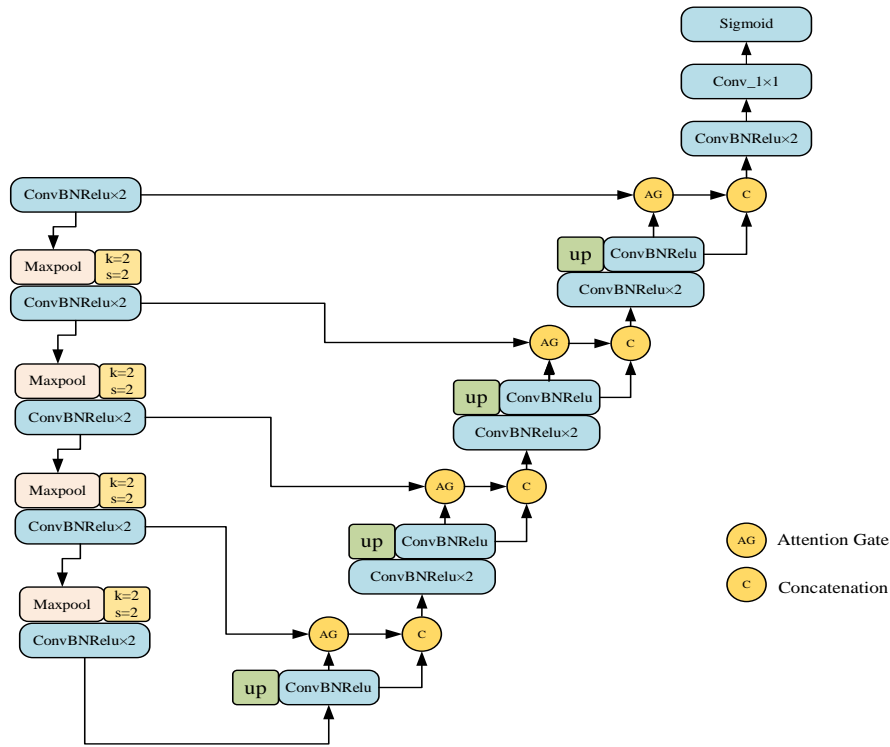 Sigmoid
Conv_1×1
ConvBNRelu×2
ConvBNRelu×2
AG
C
Maxpool
k=2
s=2
ConvBNRelu×2
up
ConvBNRelu
ConvBNRelu×2
AG
C
Maxpool
k=2
s=2
ConvBNRelu×2
up
ConvBNRelu
ConvBNRelu×2
AG
C
Maxpool
k=2
s=2
ConvBNRelu×2
up
ConvBNRelu
ConvBNRelu×2
AG
Attention Gate
C
Concatenation
Maxpool
k=2
s=2
ConvBNRelu×2
AG
C
up
ConvBNRelu